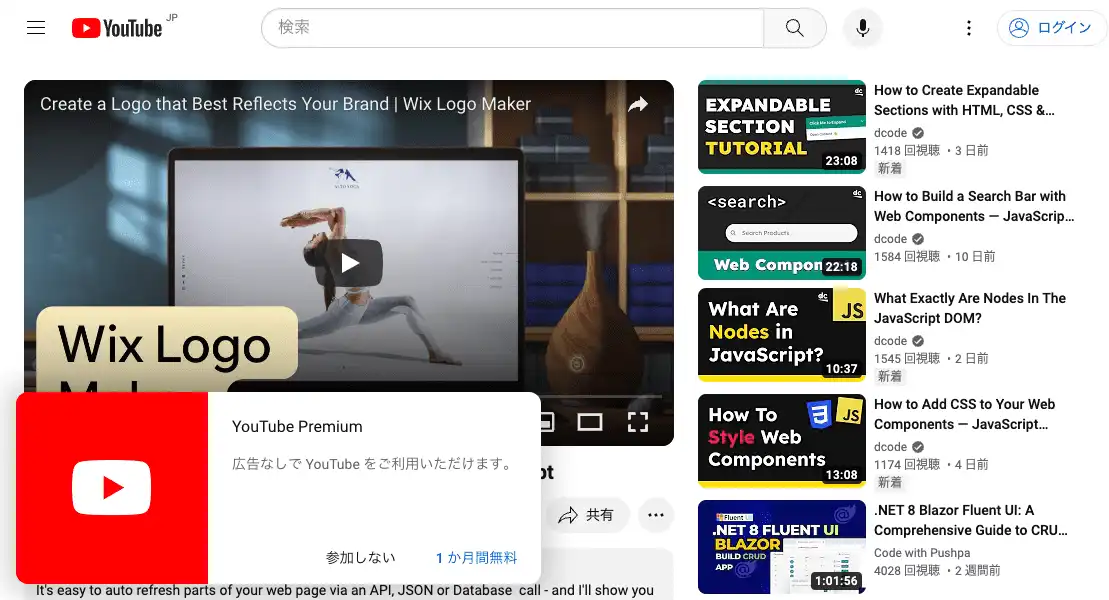 YouTube JP
検索
ログイン
Create a Logo that Best Reflects Your Brand | Wix Logo Maker
Wix Logo
YouTube Premium
広告なしで YouTube をご利用いただけます。
参加しない
1 か月間無料
共有
It's easy to auto refresh parts of your web page via an API, JSON or Database call - and I'll show you
EXPANDABLE
SECTION
TUTORIAL
dc
23:08
How to Create Expandable
Sections with HTML, CSS &…
dcode
1418 回視聴 ・3 日前
新着
<search>
dc
Search Products
Web Compon
22:18
How to Build a Search Bar with
Web Components — JavaScrip…
dcode
1584 回視聴 ・10 日前
What Are
Nodes in
JavaScript?
dc
JS
10:37
What Exactly Are Nodes In The
JavaScript DOM?
dcode
1545 回視聴 ・2 日前
新着
How To
Style Web
Components
JS
13:08
How to Add CSS to Your Web
Components — JavaScript…
dcode
1174 回視聴 ・4 日前
新着
Fluent UI
.NET 8 FLUENT UI
BLAZOR
BUILD CRUD
APP
1:01:56
.NET 8 Blazor Fluent UI: A
Comprehensive Guide to CRU…
Code with Pushpa
4028 回視聴 ・2 週間前